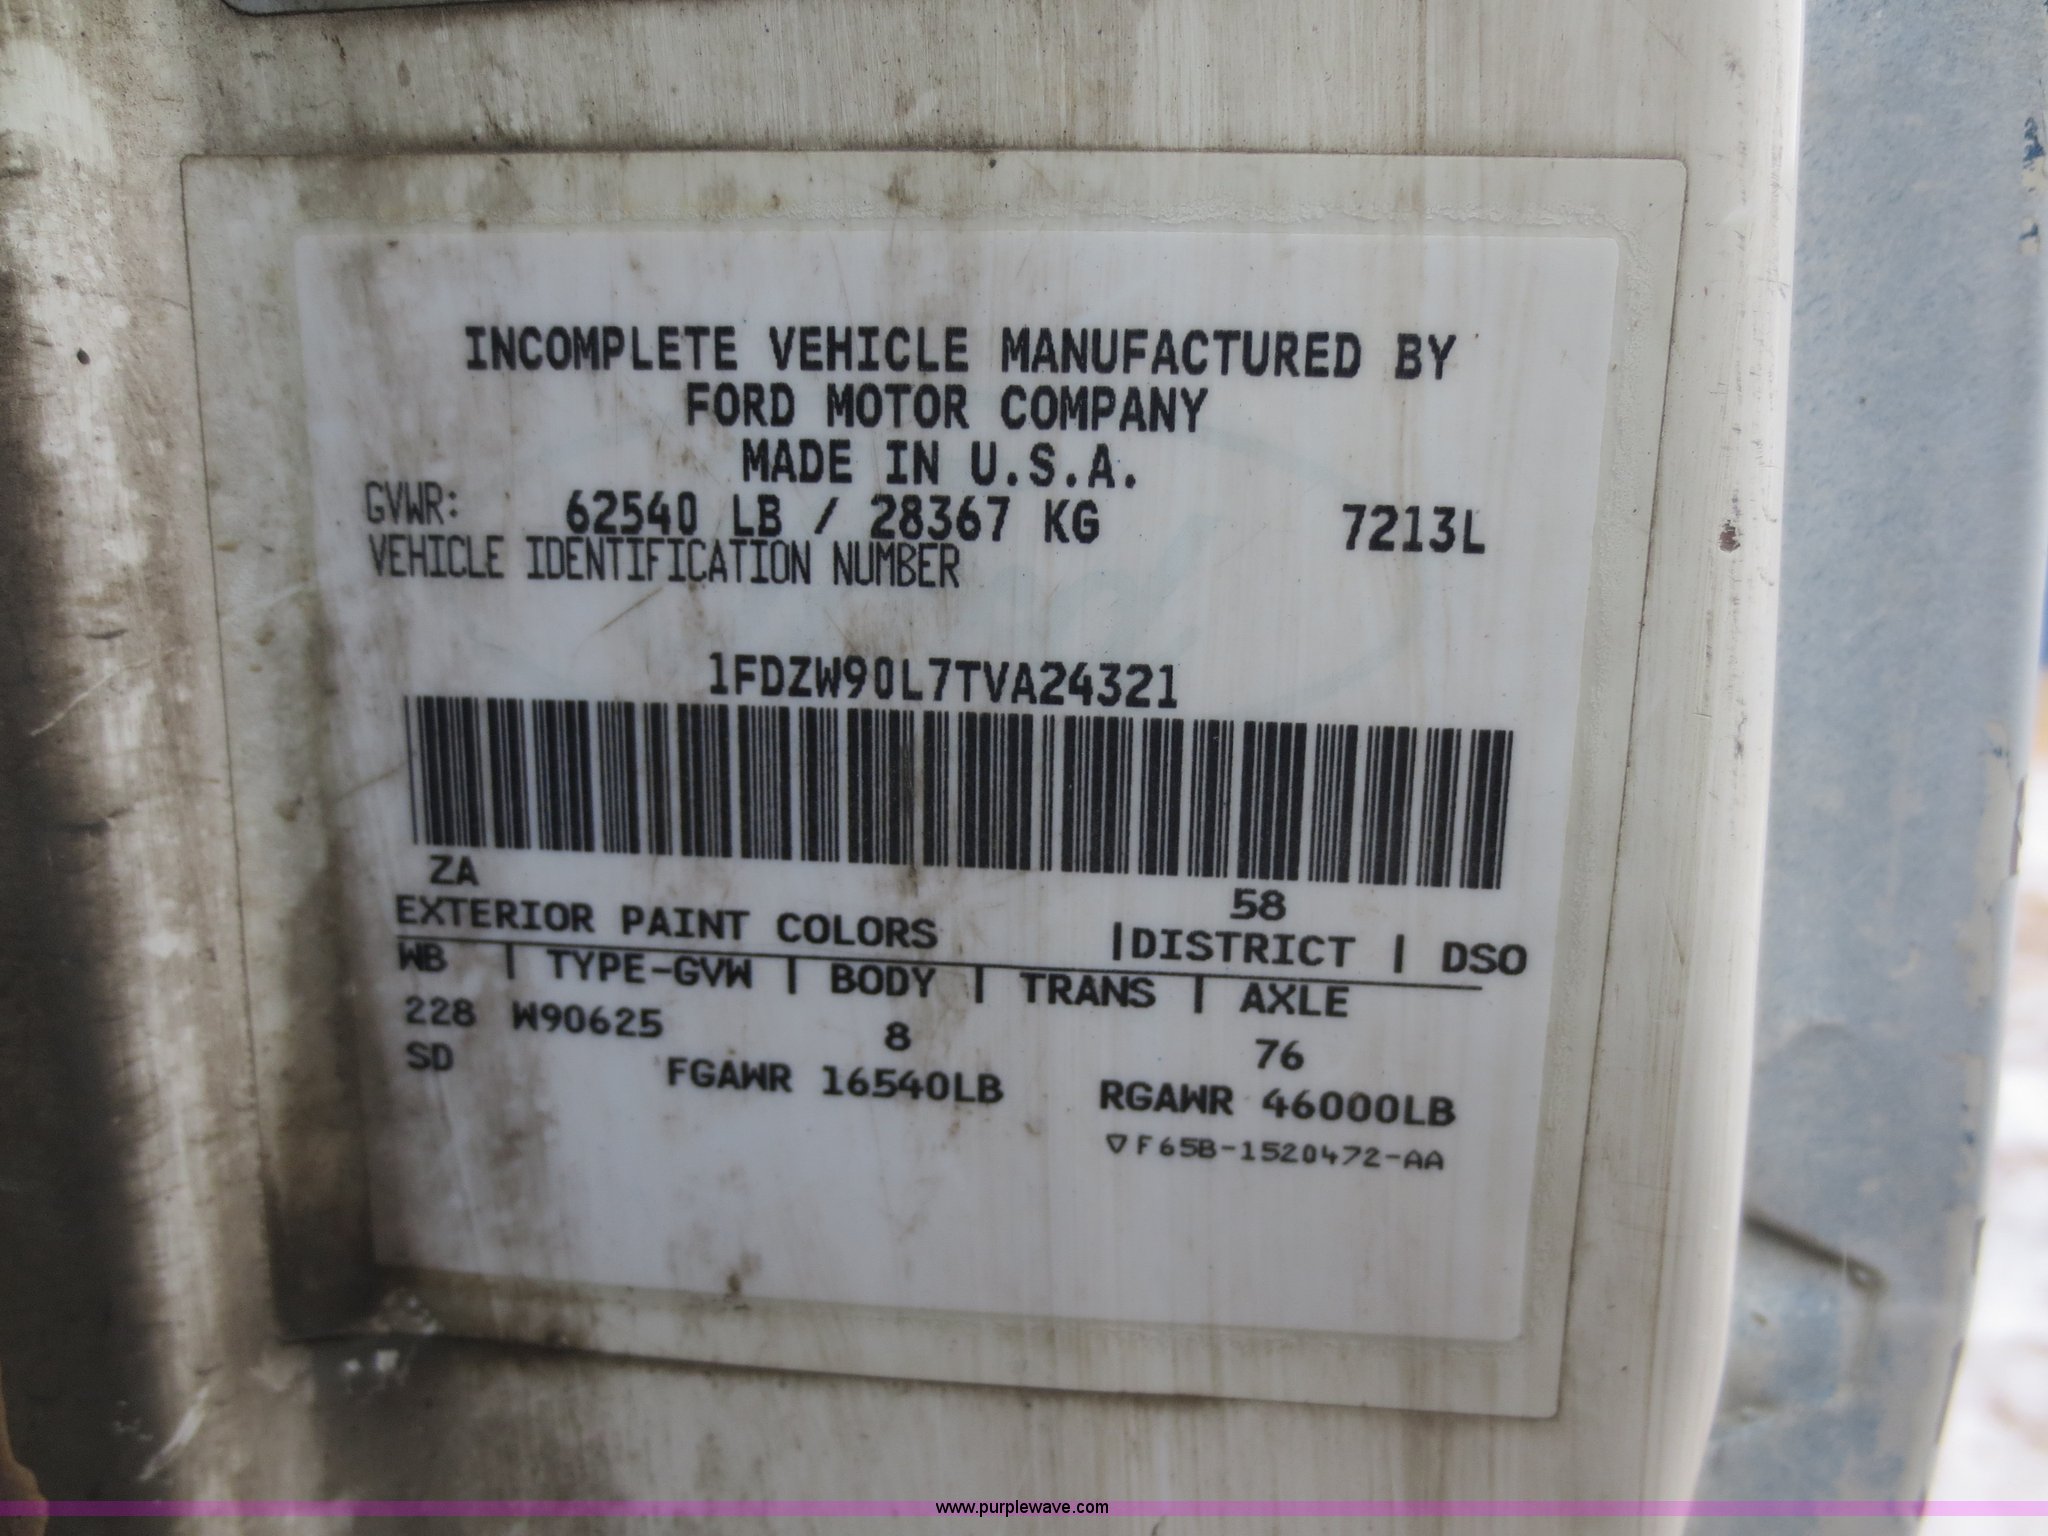 INCOMPLETE VEHICLE MANUFACTURED BY
FORD MOTOR COMPANY
MADE IN U.S.A.
GVWR: 62540 LB / 28367 KG 7213L
VEHICLE IDENTIFICATION NUMBER
1FDZW90L7TVA24321
ZA 58
EXTERIOR PAINT COLORS |DISTRICT | DSO
WB | TYPE-GVW | BODY | TRANS | AXLE
228 W90625 8 76
SD FGAWR 16540LB RGAWR 46000LB
▽F65B-1520472-AA
www.purplewave.com